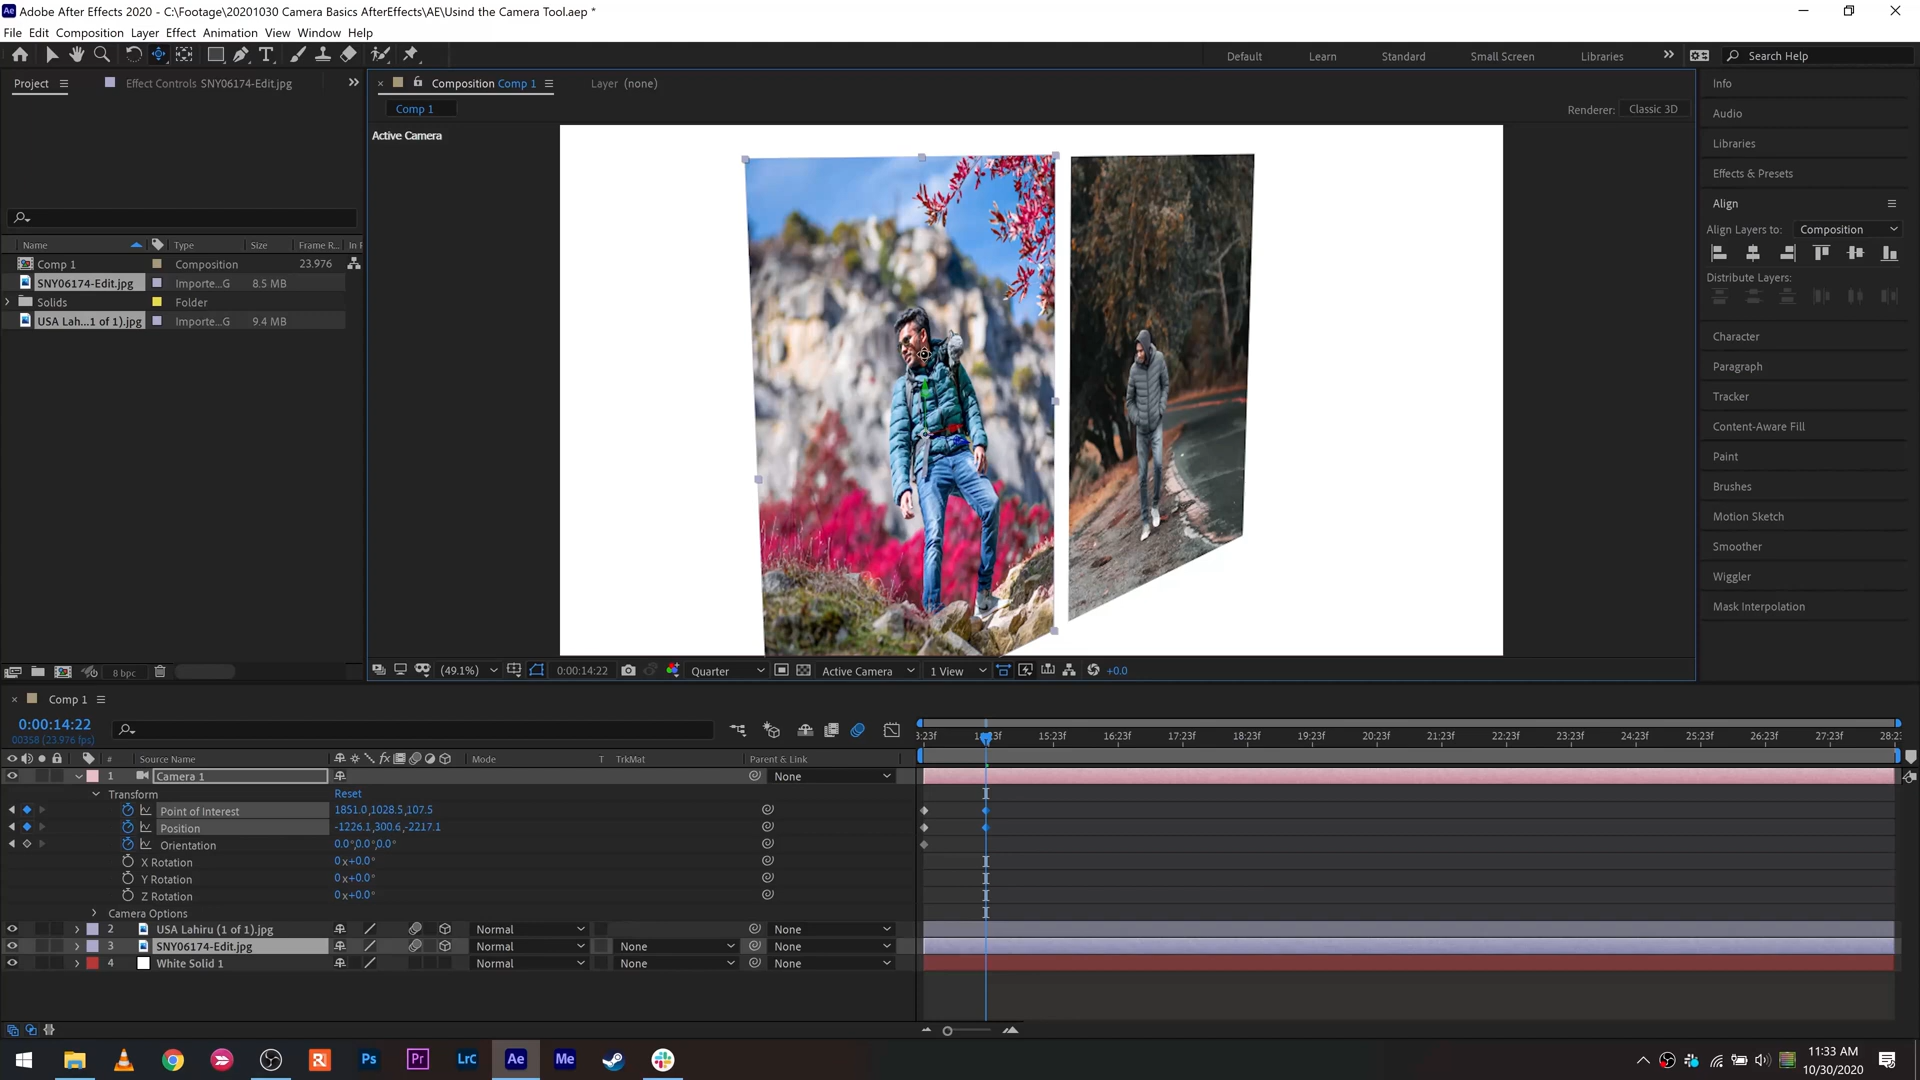 Adobe After Effects 2020 - C:\Footage\20201030 Camera Basics AfterEffects\AE\Usind the Camera Tool.aep *
File Edit Composition Layer Effect Animation View Window Help
Default Learn Standard Small Screen Libraries Search Help
Project Effect Controls SNY06174-Edit.jpg
Composition Comp 1 Layer (none)
Comp 1
Renderer: Classic 3D
Active Camera
Name Type Size Frame R... In P
Comp 1 Composition 23.976
SNY06174-Edit.jpg Importe...G 8.5 MB
Solids Folder
USA Lah...1 of 1).jpg Importe...G 9.4 MB
8 bpc
(49.1%) 0:00:14:22 Quarter Active Camera 1 View +0.0
Info
Audio
Libraries
Effects & Presets
Align
Align Layers to: Composition
Distribute Layers:
Character
Paragraph
Tracker
Content-Aware Fill
Paint
Brushes
Motion Sketch
Smoother
Wiggler
Mask Interpolation
Comp 1
0:00:14:22
00358 (23.976 fps)
# Source Name Mode T TrkMat Parent & Link
15:23f 16:23f 17:23f 18:23f 19:23f 20:23f 21:23f 22:23f 23:23f 24:23f 25:23f 26:23f 27:23f
1 Camera 1 None
Transform Reset
Point of Interest 1851.0,1028.5,107.5
Position -1226.1,300.6,-2217.1
Orientation 0.0°,0.0°,0.0°
X Rotation 0x+0.0°
Y Rotation 0x+0.0°
Z Rotation 0x+0.0°
Camera Options
2 USA Lahiru (1 of 1).jpg Normal None
3 SNY06174-Edit.jpg Normal None None
4 White Solid 1 Normal None None
Ps Pr LrC Ae Me
11:33 AM
10/30/2020